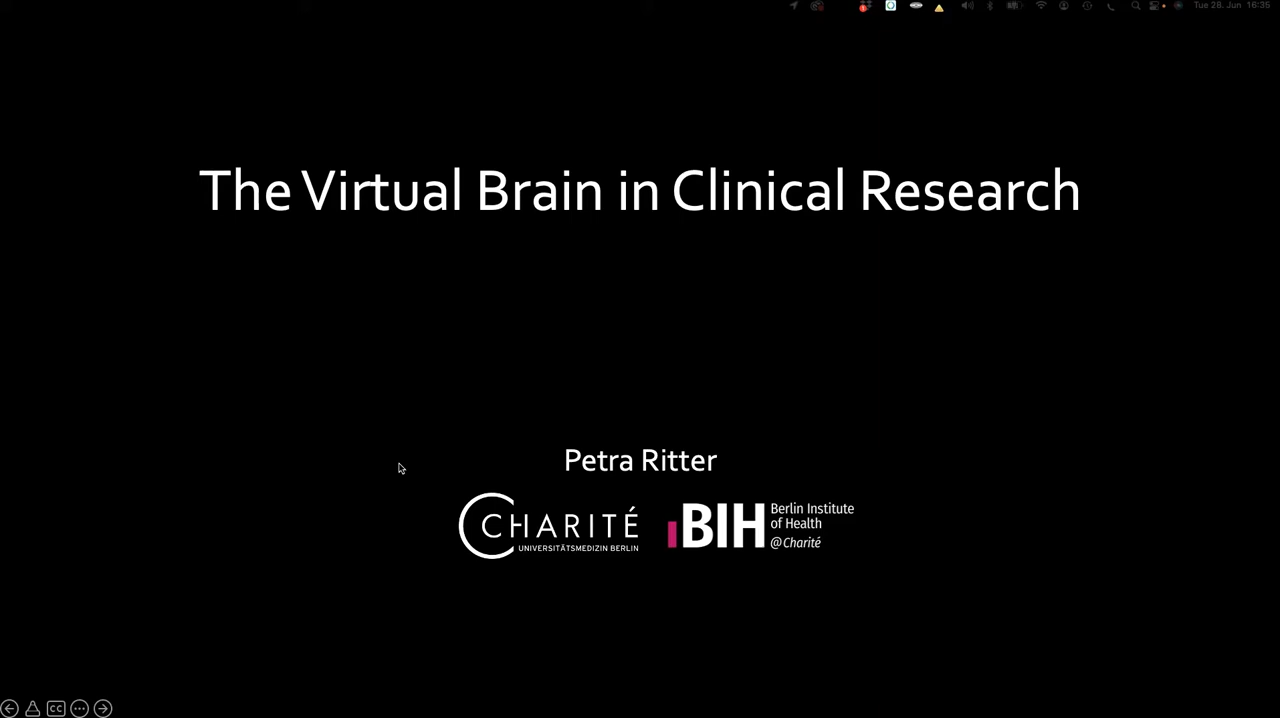 Tue 28. Jun 16:35
The Virtual Brain in Clinical Research
Petra Ritter
CHARITÉ
UNIVERSITÄTSMEDIZIN BERLIN
BIH
Berlin Institute
of Health
@Charité
CC